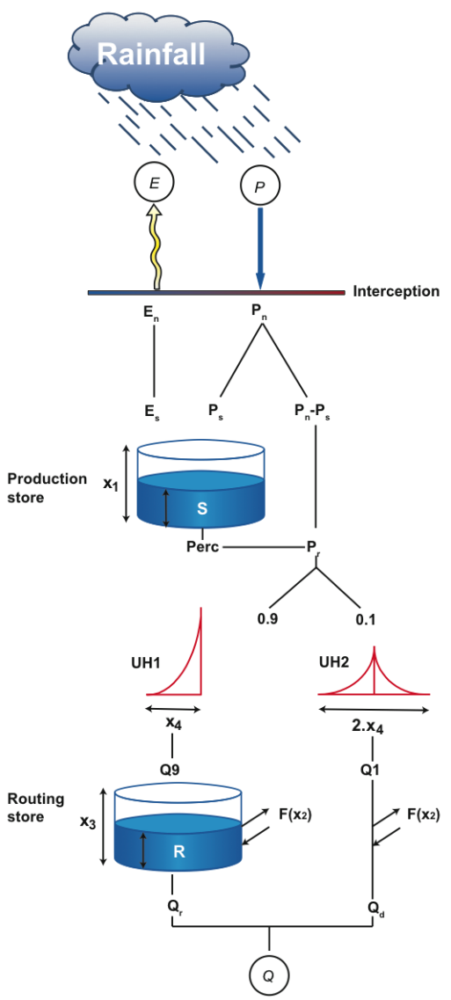 Rainfall
E
P
Interception
En
Pn
Es
Ps
Pn-Ps
Production
store
x1
S
Perc
Pr
0.9
0.1
UH1
UH2
x4
2.x4
Q9
Q1
Routing
store
x3
F(x2)
F(x2)
R
Qr
Qd
Q